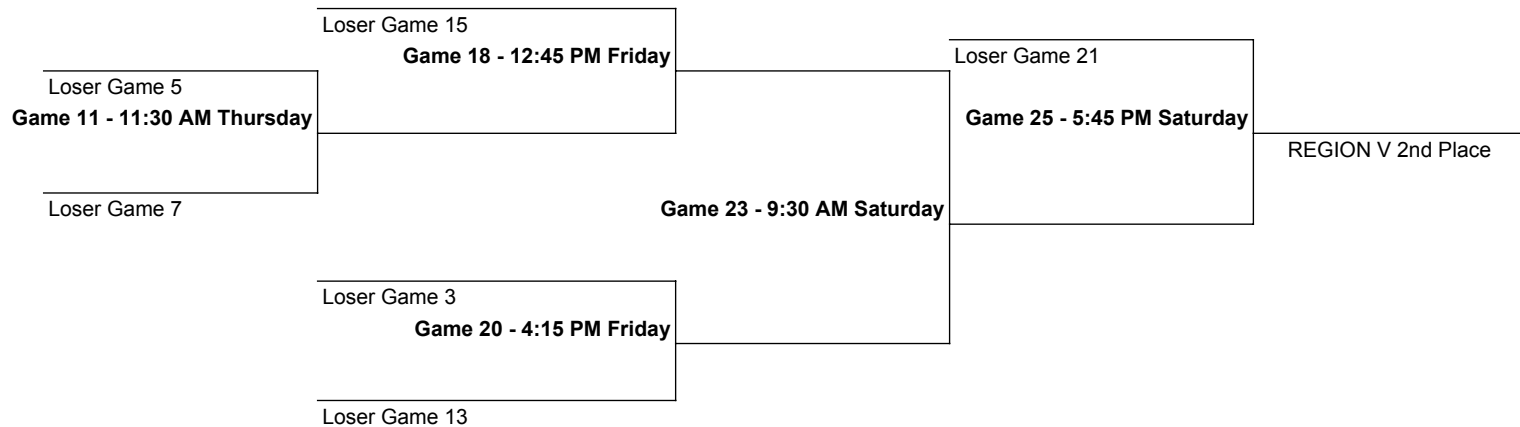 Loser Game 15
Game 18 - 12:45 PM Friday
Loser Game 21
Loser Game 5
Game 11 - 11:30 AM Thursday
Game 25 - 5:45 PM Saturday
REGION V 2nd Place
Loser Game 7
Game 23 - 9:30 AM Saturday
Loser Game 3
Game 20 - 4:15 PM Friday
Loser Game 13